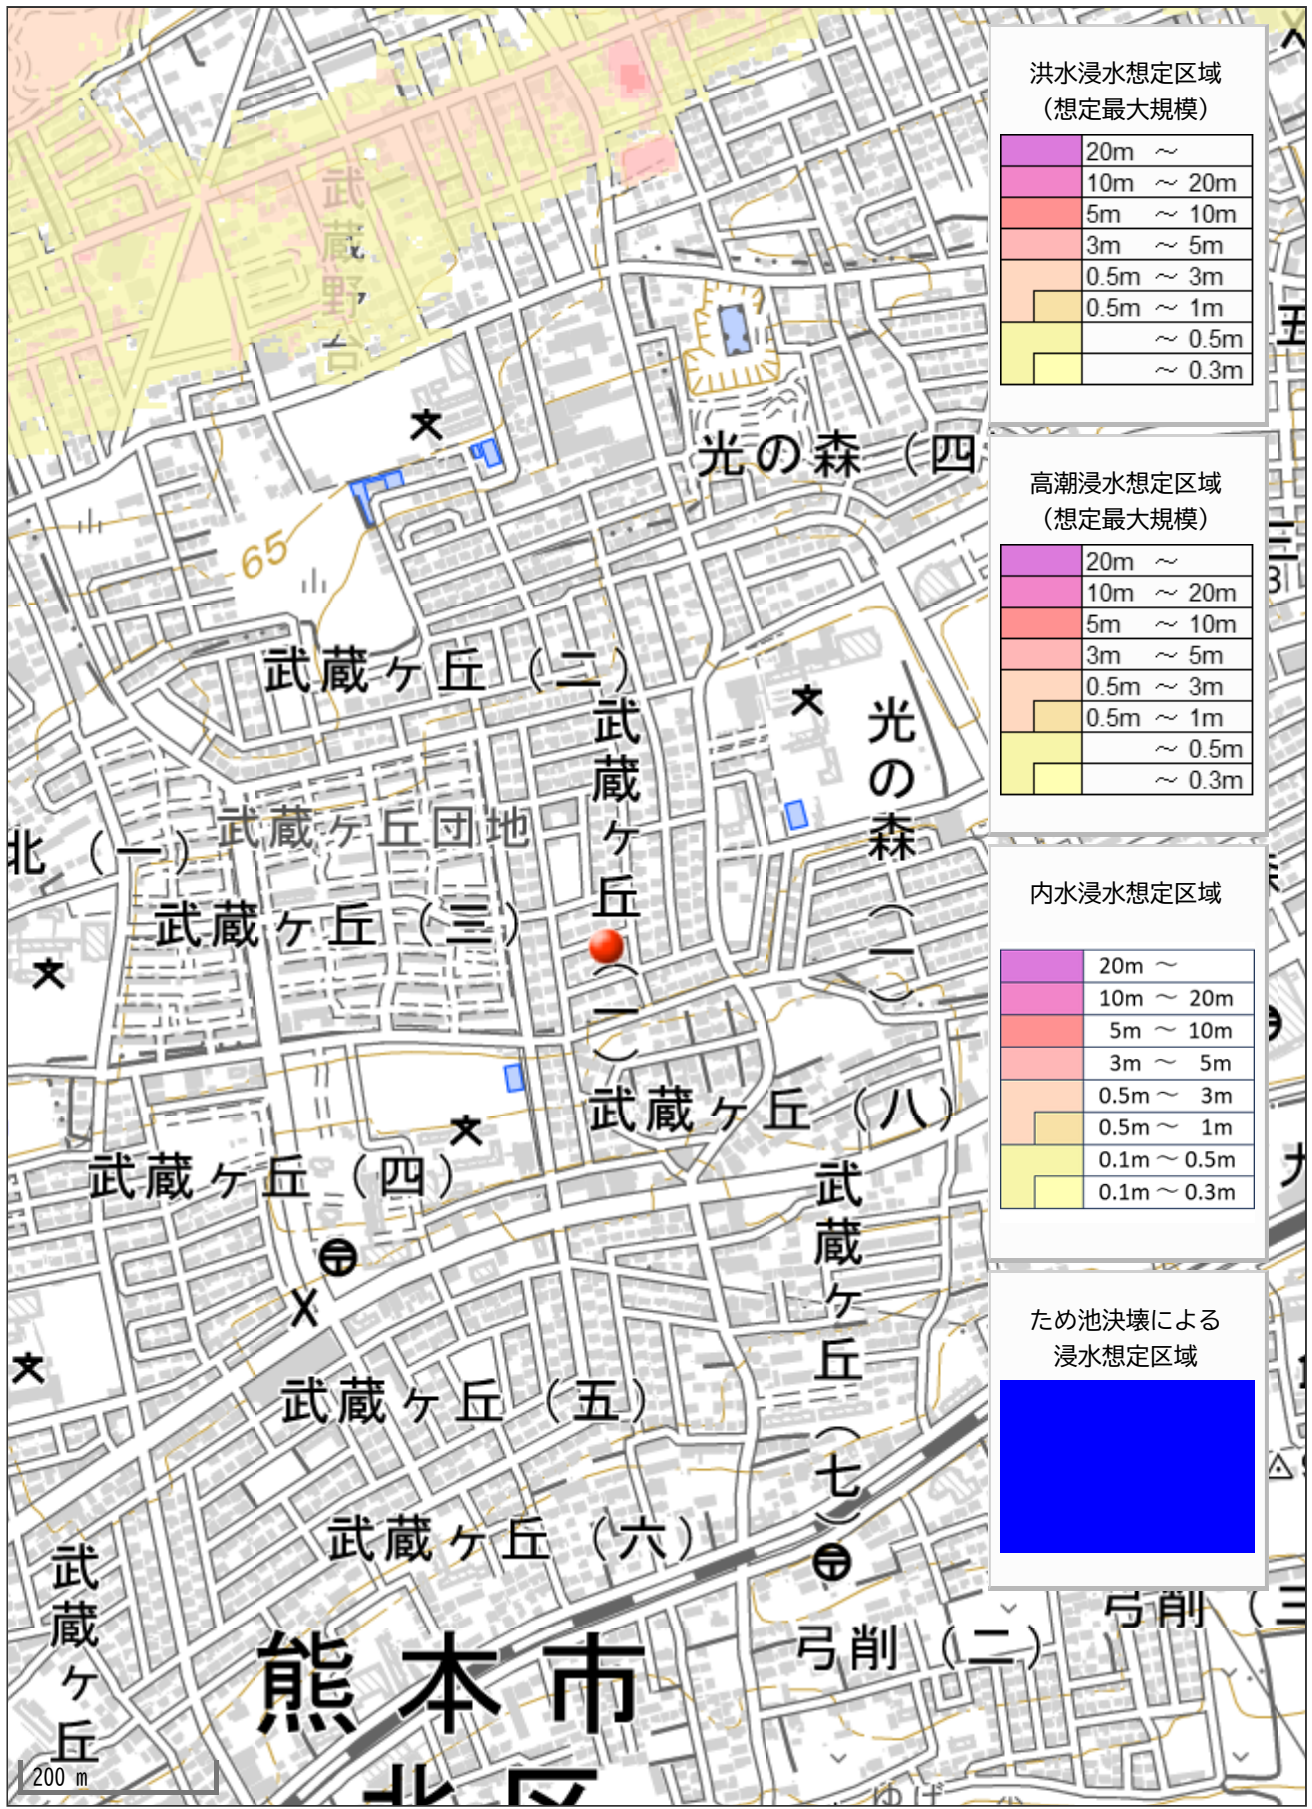 武蔵野台
光の森（四
65
武蔵ヶ丘（二）
武蔵ヶ丘（一）
光の森（一）
武蔵ヶ丘団地
北（一）
武蔵ヶ丘（三）
武蔵ヶ丘（八）
武蔵ヶ丘（四）
武蔵ヶ丘（七）
武蔵ヶ丘（五）
武蔵ヶ丘（六）
武蔵ヶ丘
弓削（二）
弓削（三
熊本市
北区
ゆげ
200 m
洪水浸水想定区域
（想定最大規模）
20m ～
10m ～ 20m
5m ～ 10m
3m ～ 5m
0.5m ～ 3m
0.5m ～ 1m
～ 0.5m
～ 0.3m
高潮浸水想定区域
（想定最大規模）
20m ～
10m ～ 20m
5m ～ 10m
3m ～ 5m
0.5m ～ 3m
0.5m ～ 1m
～ 0.5m
～ 0.3m
内水浸水想定区域
20m ～
10m ～ 20m
5m ～ 10m
3m ～ 5m
0.5m ～ 3m
0.5m ～ 1m
0.1m ～ 0.5m
0.1m ～ 0.3m
ため池決壊による
浸水想定区域